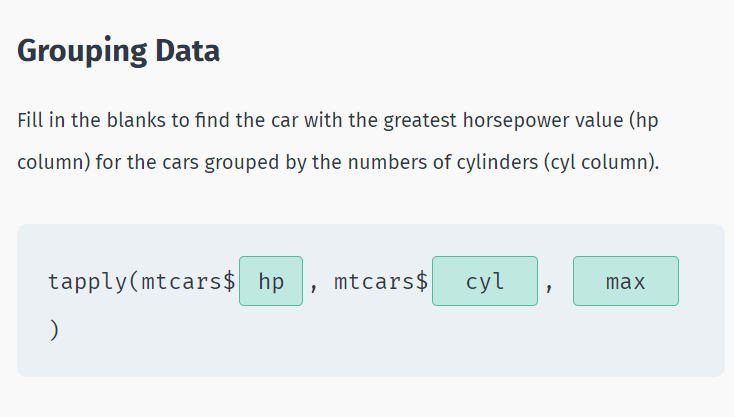 Grouping Data
Fill in the blanks to find the car with the greatest horsepower value (hp
column) for the cars grouped by the numbers of cylinders (cyl column).
tapply(mtcars$ hp , mtcars$ cyl , max
)